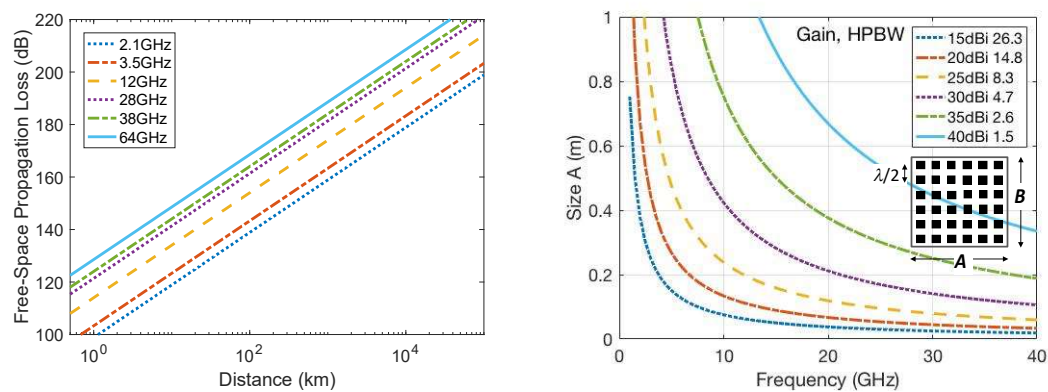 Free-Space Propagation Loss (dB)
220
200
180
160
140
120
100
2.1GHz
3.5GHz
12GHz
28GHz
38GHz
64GHz
10^0
10^2
10^4
Distance (km)
Size A (m)
1
0.8
0.6
0.4
0.2
0
Gain, HPBW
15dBi 26.3
20dBi 14.8
25dBi 8.3
30dBi 4.7
35dBi 2.6
40dBi 1.5
λ/2
B
A
0 10 20 30 40
Frequency (GHz)